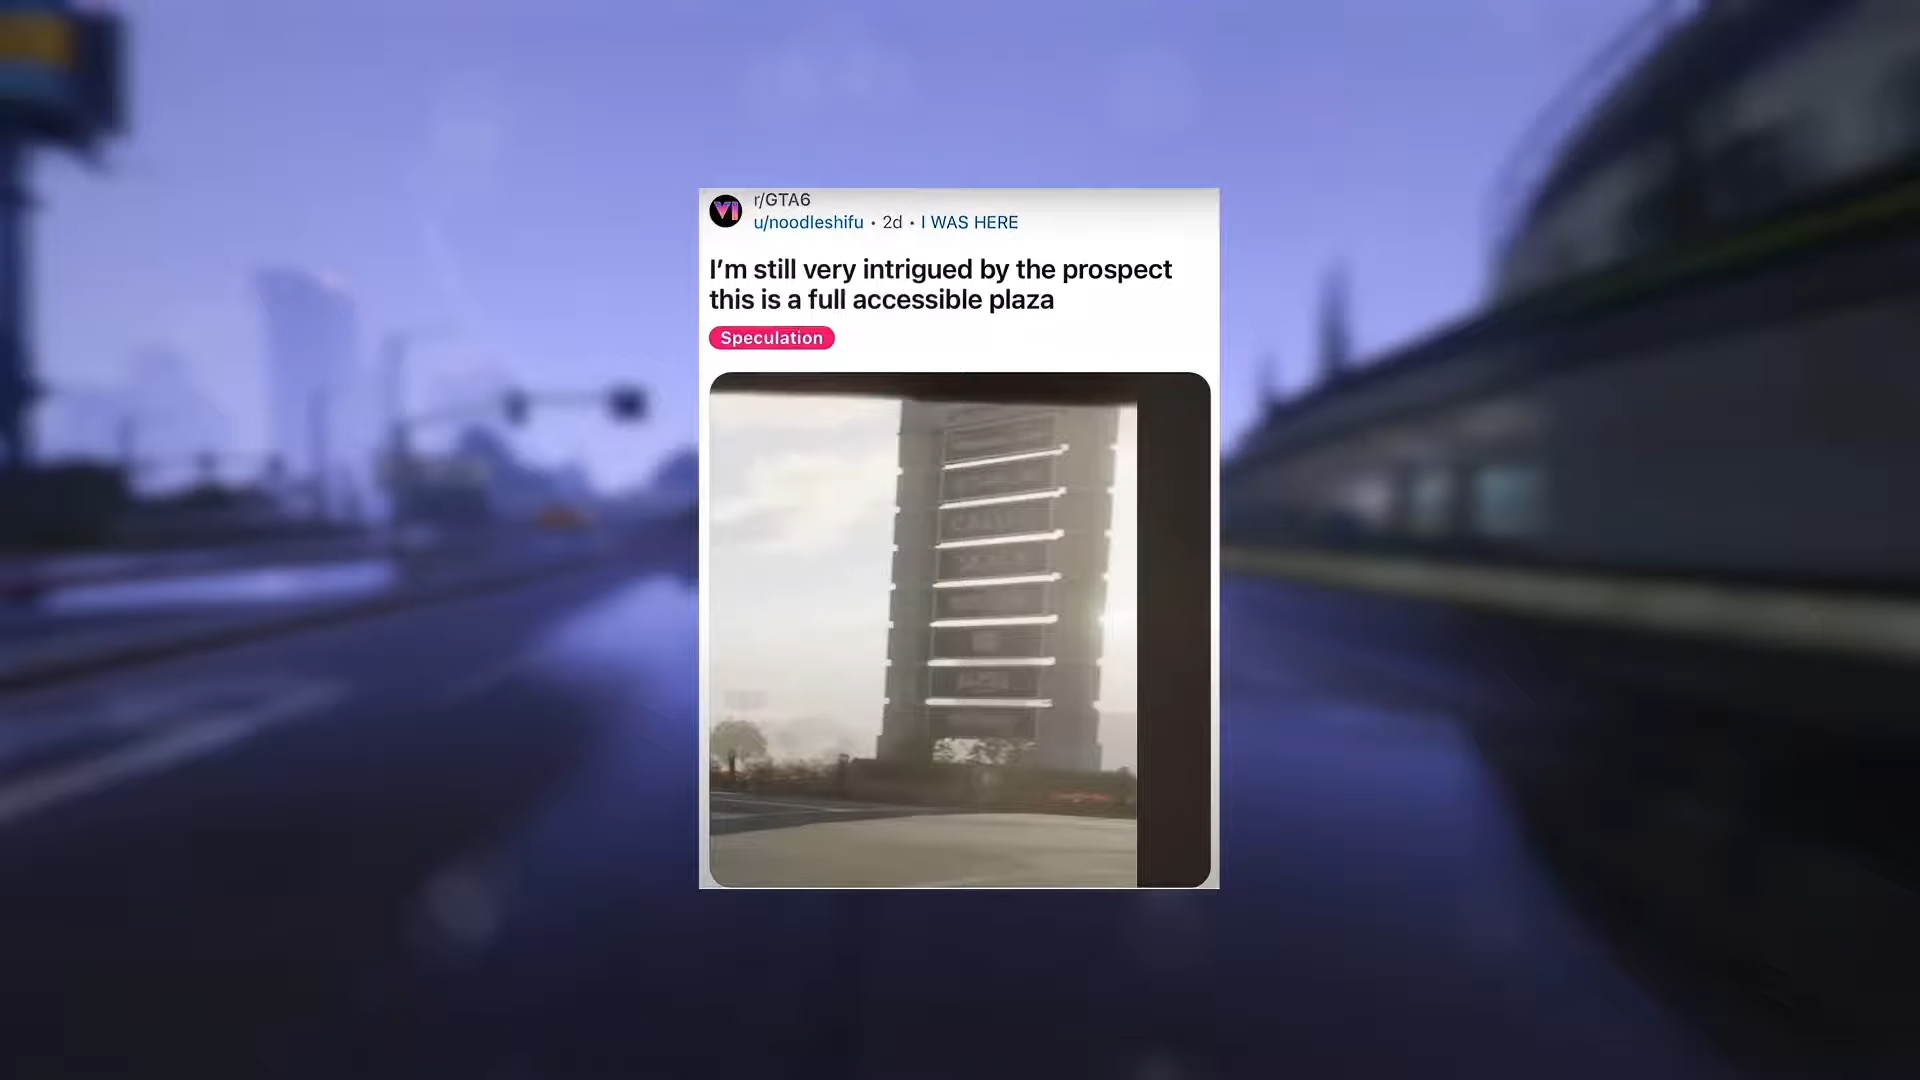 r/GTA6
u/noodleshifu • 2d • I WAS HERE
I'm still very intrigued by the prospect
this is a full accessible plaza
Speculation